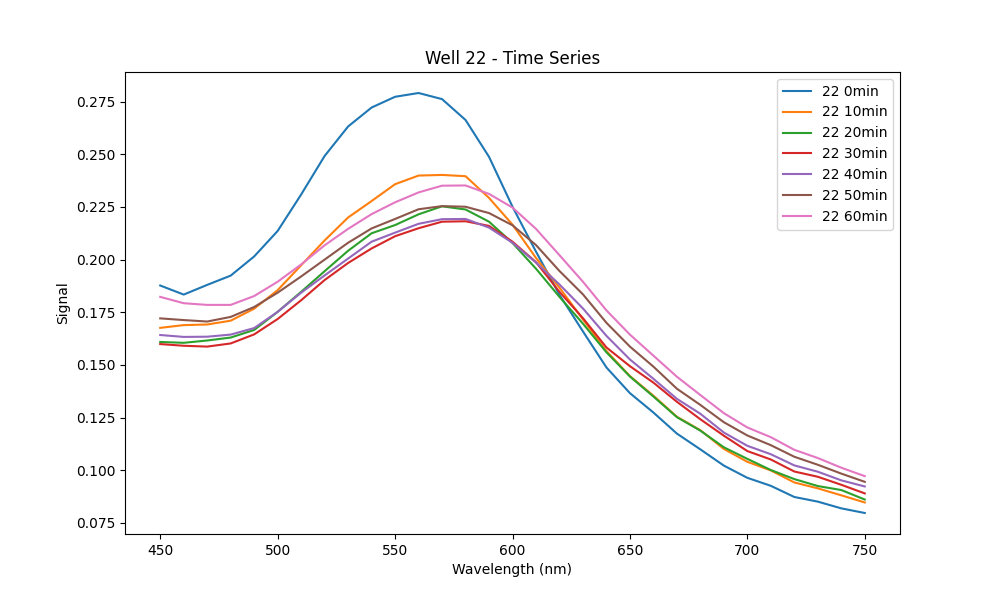 Well 22 - Time Series
22 0min
22 10min
22 20min
22 30min
22 40min
22 50min
22 60min
Signal
0.275
0.250
0.225
0.200
0.175
0.150
0.125
0.100
0.075
450 500 550 600 650 700 750
Wavelength (nm)